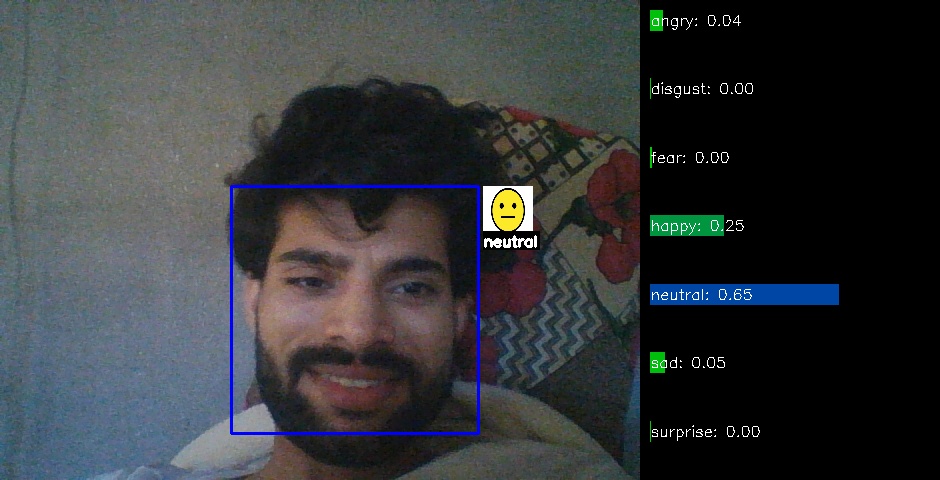 angry: 0.04
disgust: 0.00
fear: 0.00
happy: 0.25
neutral
neutral: 0.65
sad: 0.05
surprise: 0.00